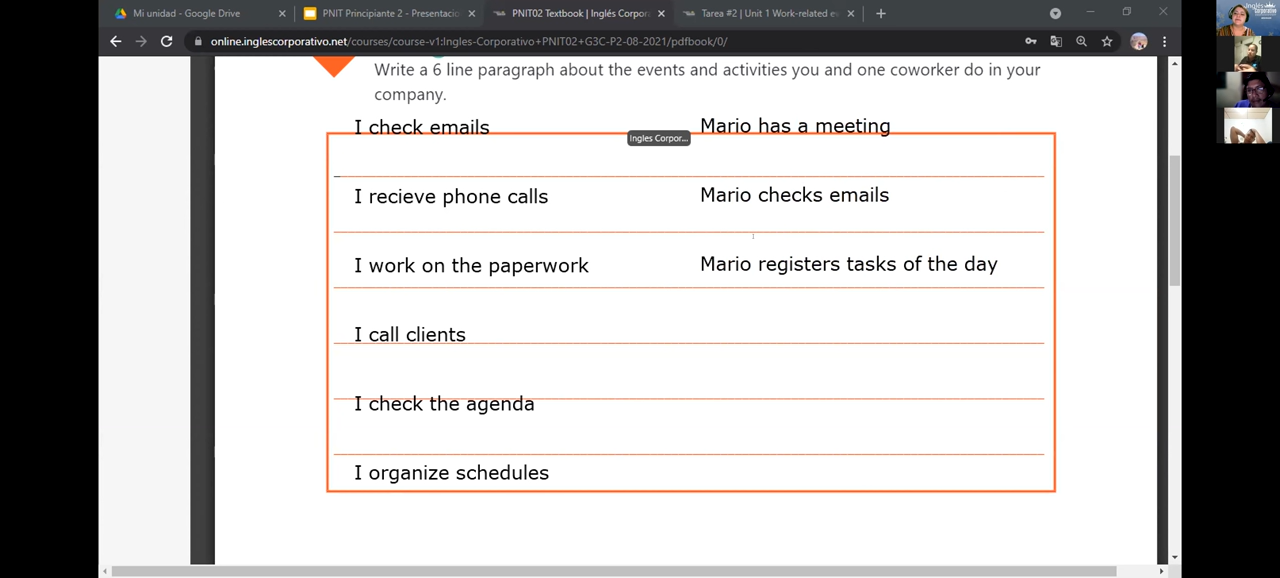 Mi unidad - Google Drive
PNIT Principiante 2 - Presentacio
PNIT02 Textbook | Inglés Corpor
Tarea #2 | Unit 1 Work-related ev
online.inglescorporativo.net/courses/course-v1:Ingles-Corporativo+PNIT02+G3C-P2-08-2021/pdfbook/0/
Write a 6 line paragraph about the events and activities you and one coworker do in your
company.
I check emails Mario has a meeting
Ingles Corpor...
I recieve phone calls Mario checks emails
I work on the paperwork Mario registers tasks of the day
I call clients
I check the agenda
I organize schedules